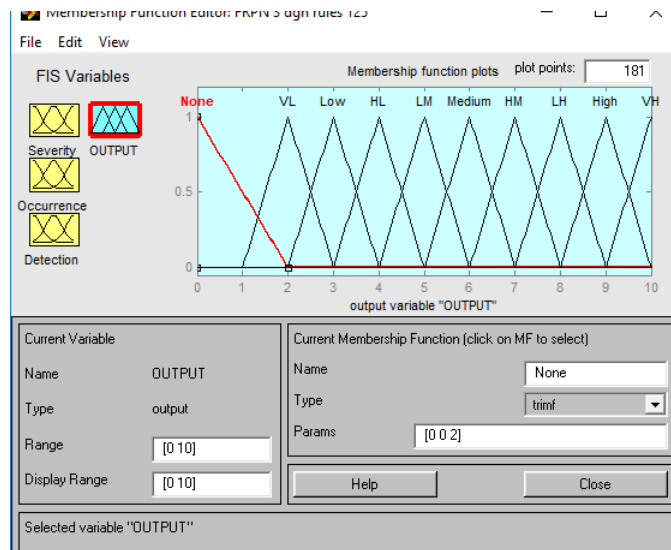 Membership Function Editor: FRPN 3 dgn rules 125
File Edit View
FIS Variables
Membership function plots plot points: 181
None VL Low HL LM Medium HM LH High VH
1
0.5
0
0 1 2 3 4 5 6 7 8 9 10
output variable "OUTPUT"
Severity OUTPUT
Occurrence
Detection
Current Variable
Name OUTPUT
Type output
Range [0 10]
Display Range [0 10]
Current Membership Function (click on MF to select)
Name None
Type trimf
Params [0 0 2]
Help Close
Selected variable "OUTPUT"